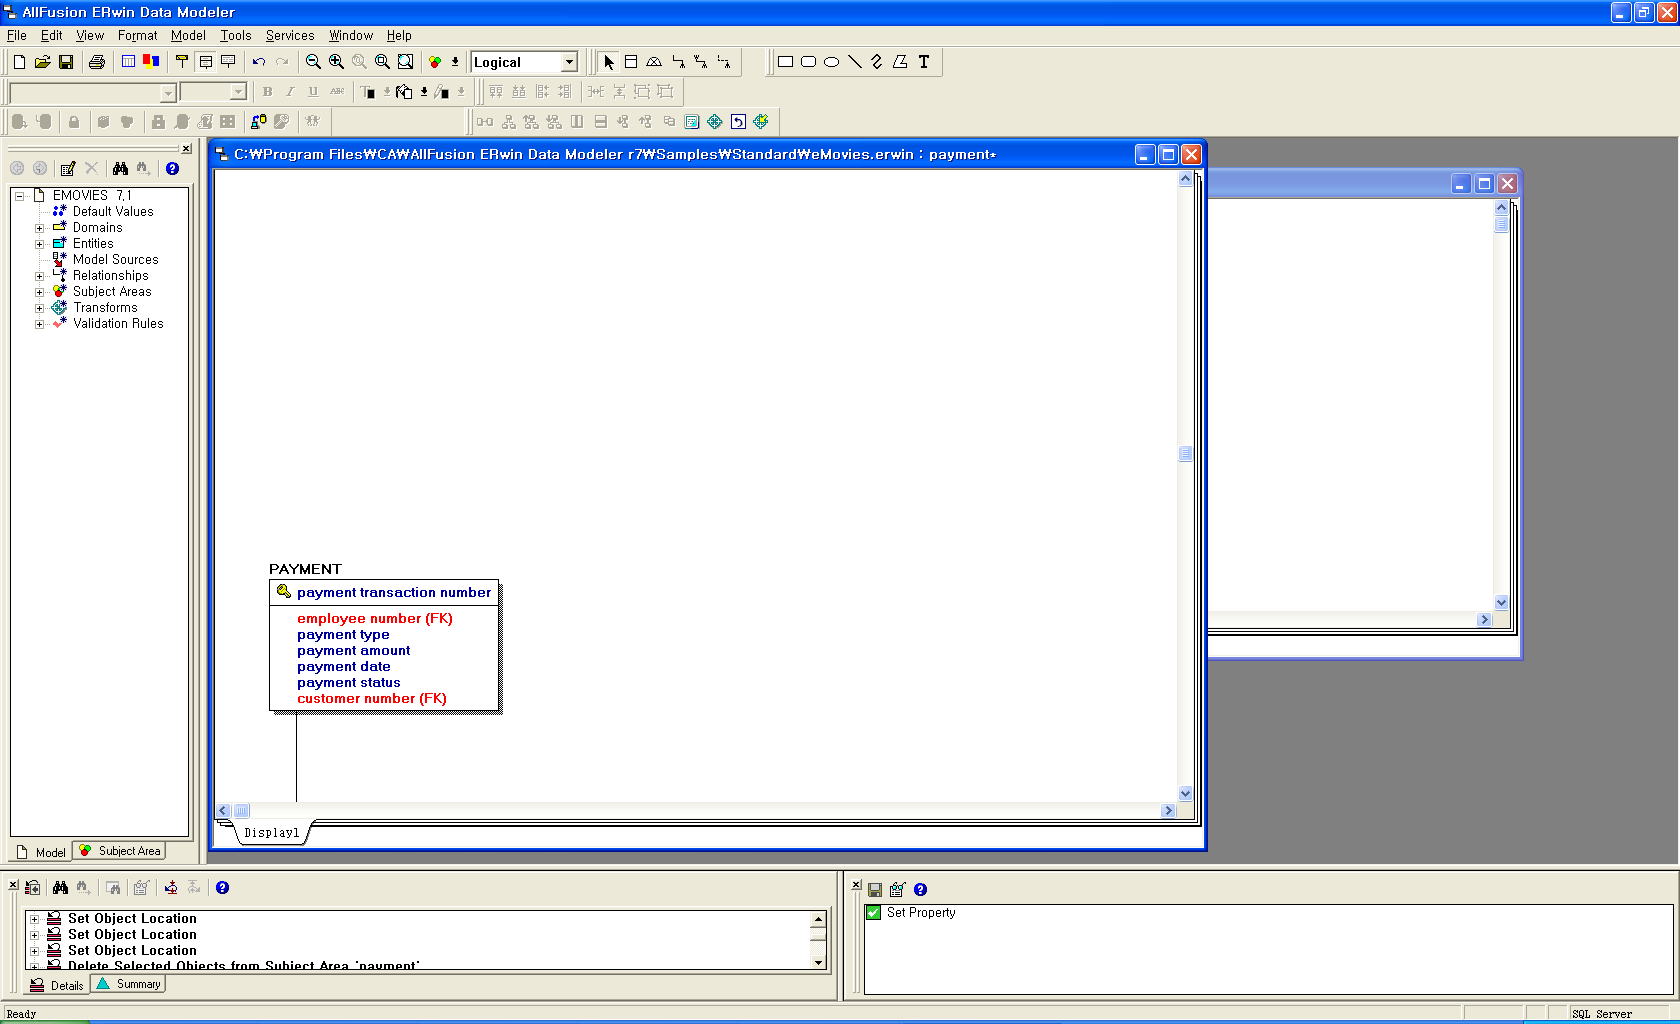 AllFusion ERwin Data Modeler
File Edit View Format Model Tools Services Window Help
Logical
T
B I U ABC
T
C:₩Program Files₩CA₩AllFusion ERwin Data Modeler r7₩Samples₩Standard₩eMovies.erwin : payment*
EMOVIES 7,1
Default Values
Domains
Entities
Model Sources
Relationships
Subject Areas
Transforms
Validation Rules
Model
Subject Area
PAYMENT
payment transaction number
employee number (FK)
payment type
payment amount
payment date
payment status
customer number (FK)
Display1
Set Object Location
Set Object Location
Set Object Location
Delete Selected Objects from Subject Area 'payment'
Details
Summary
Set Property
Ready
SQL Server